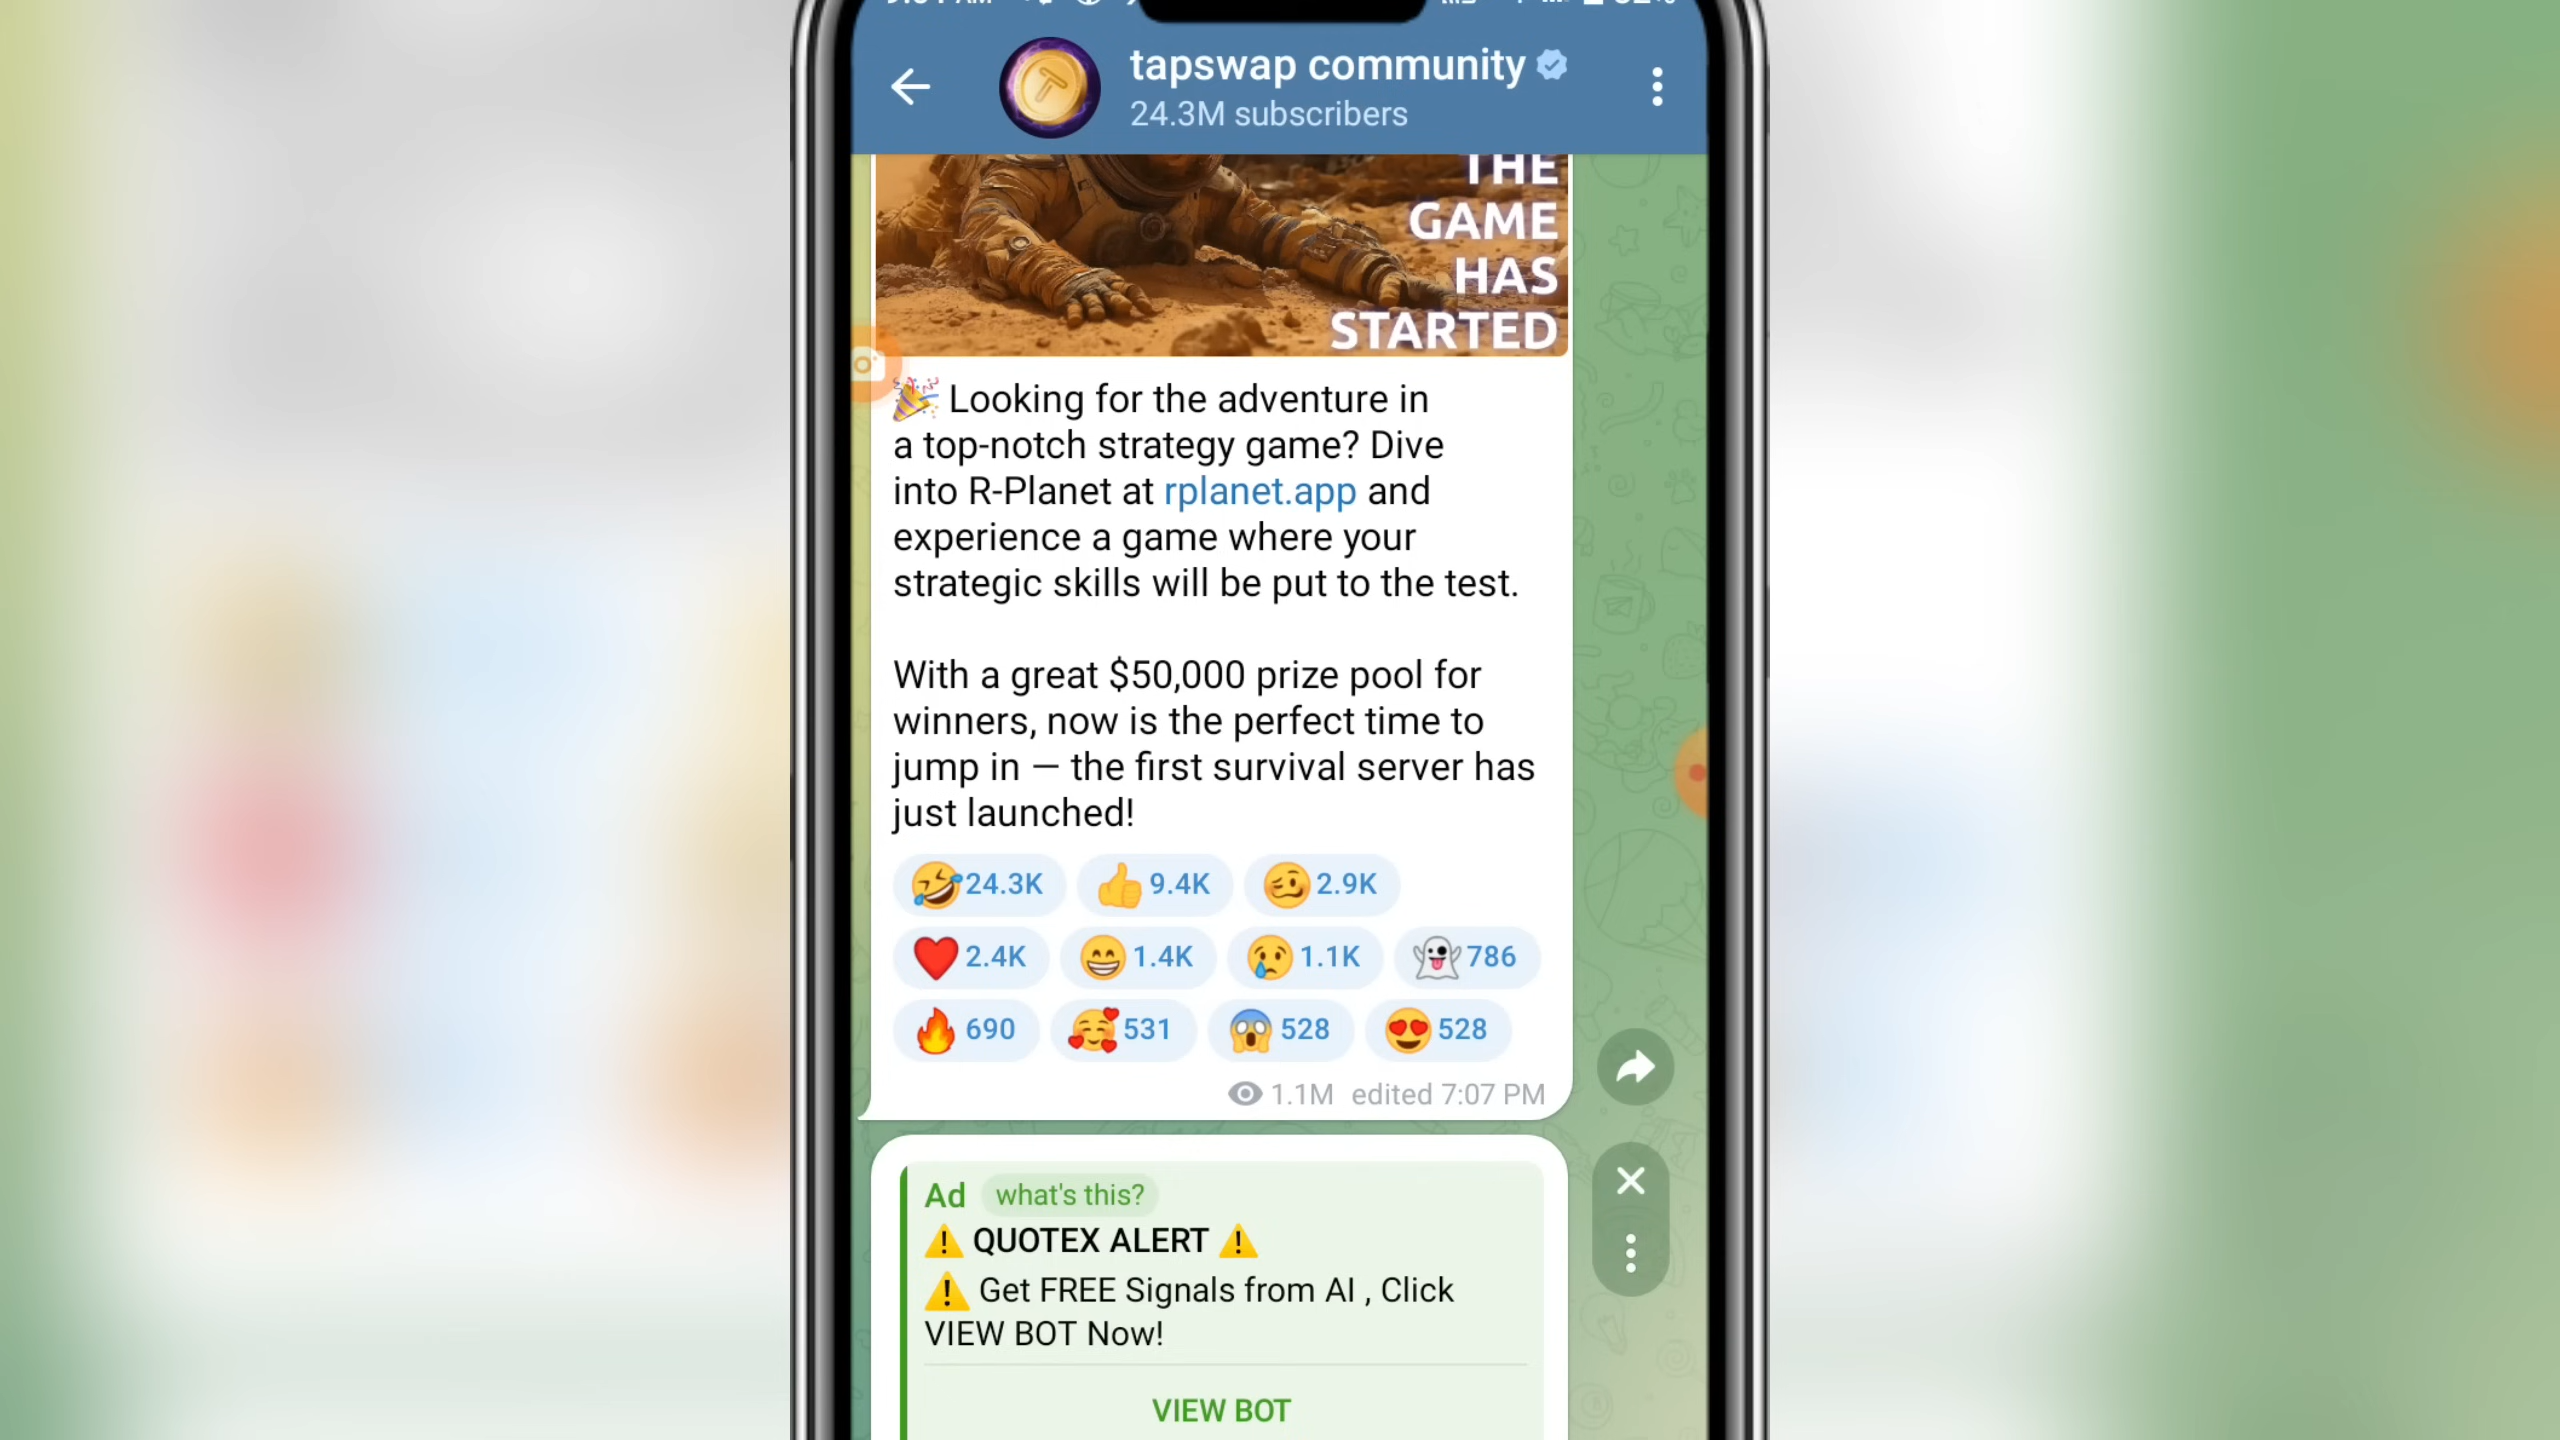 tapswap community
24.3M subscribers
THE
GAME
HAS
STARTED
🎉 Looking for the adventure in
a top-notch strategy game? Dive
into R-Planet at rplanet.app and
experience a game where your
strategic skills will be put to the test.
With a great $50,000 prize pool for
winners, now is the perfect time to
jump in — the first survival server has
just launched!
🤣 24.3K 👍 9.4K 🥴 2.9K
❤️ 2.4K 😁 1.4K 😢 1.1K 👻 786
🔥 690 🥰 531 😱 528 😍 528
1.1M edited 7:07 PM
Ad what's this?
⚠️ QUOTEX ALERT ⚠️
⚠️ Get FREE Signals from AI , Click
VIEW BOT Now!
VIEW BOT